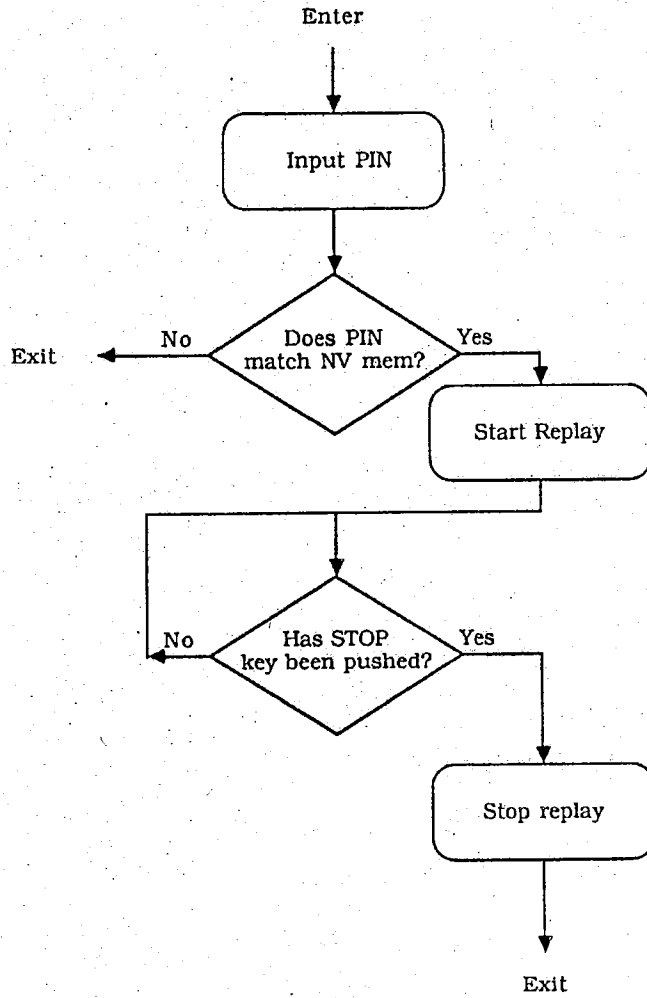 Enter
Input PIN
Does PIN
match NV mem?
No
Yes
Exit
Start Replay
Has STOP
key been pushed?
No
Yes
Stop replay
Exit